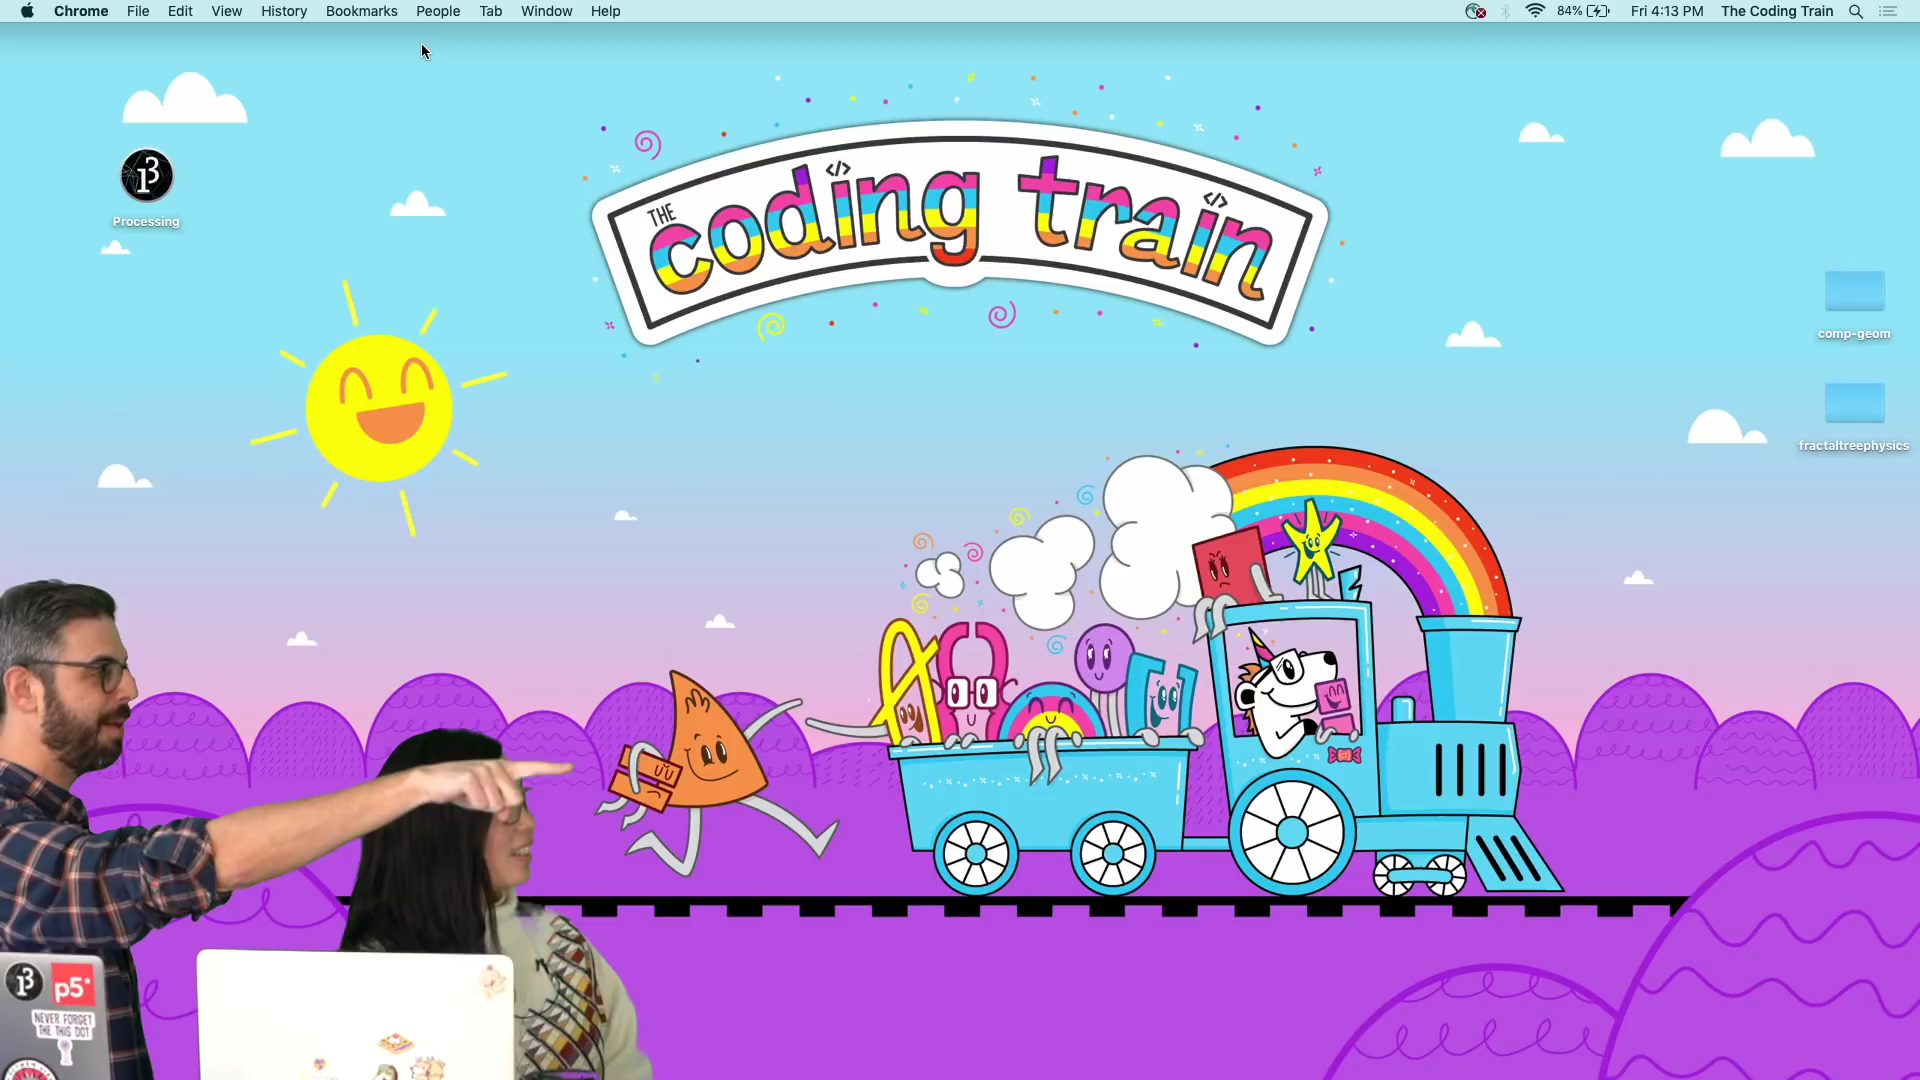 Chrome File Edit View History Bookmarks People Tab Window Help
84% Fri 4:13 PM The Coding Train
Processing
THE
</> </>
coding train
comp-geom
fractaltreephysics
p5*
NEVER FORGET
THE THIS DOT